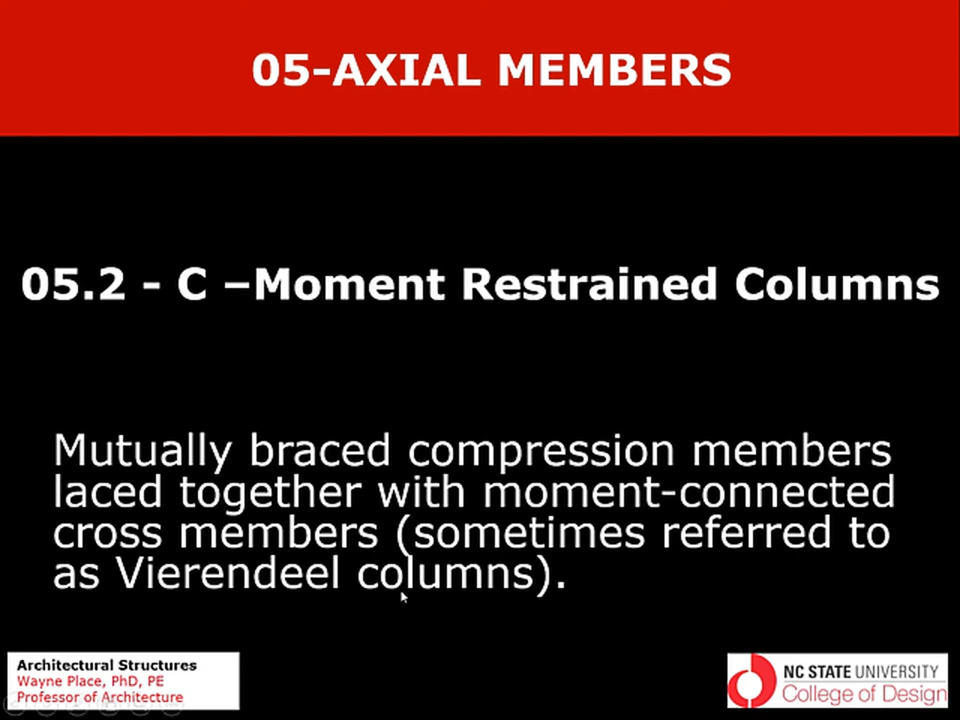 05-AXIAL MEMBERS
05.2 - C –Moment Restrained Columns
Mutually braced compression members
laced together with moment-connected
cross members (sometimes referred to
as Vierendeel columns).
Architectural Structures
Wayne Place, PhD, PE
Professor of Architecture
NC STATE UNIVERSITY
College of Design